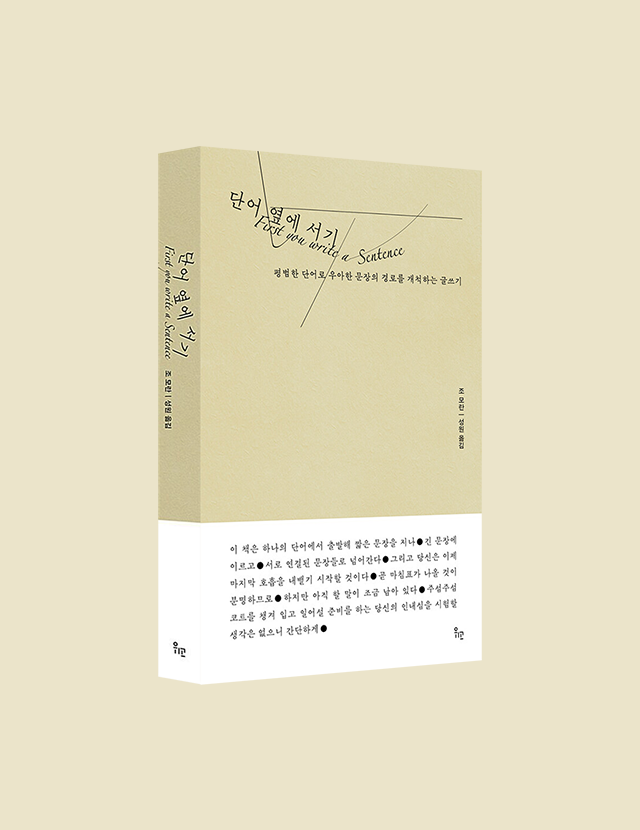 단어 옆에 서기
First you write a Sentence
평범한 단어로 우아한 문장의 경로를 개척하는 글쓰기
조 모란 | 성원 옮김
이 책은 하나의 단어에서 출발해 짧은 문장을 지나●긴 문장에
이르고●서로 연결된 문장들로 넘어간다●그리고 당신은 이제
마지막 호흡을 내뱉기 시작할 것이다●곧 마침표가 나올 것이
분명하므로●하지만 아직 할 말이 조금 남아 있다●주섬주섬
코트를 챙겨 입고 일어설 준비를 하는 당신의 인내심을 시험할
생각은 없으니 간단하게●
위고
단어 옆에 서기
First you write a Sentence
조 모란 | 성원 옮김
위고